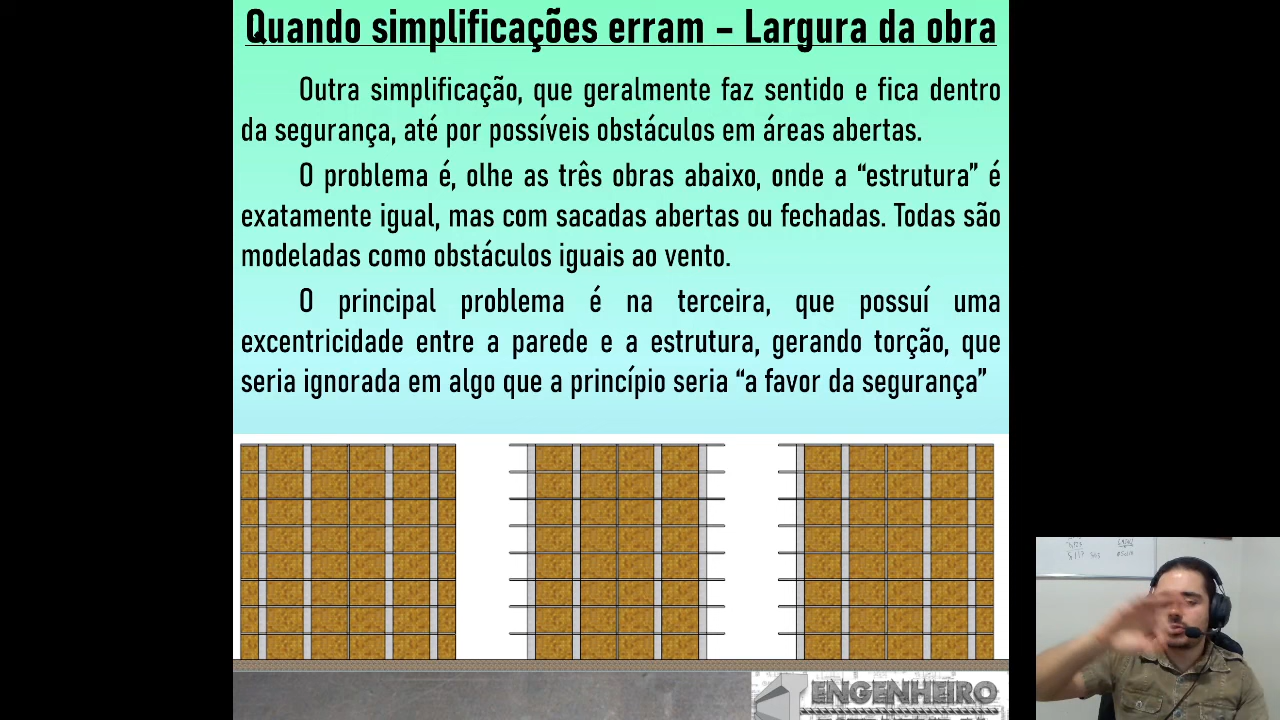 Quando simplificações erram – Largura da obra
Outra simplificação, que geralmente faz sentido e fica dentro
da segurança, até por possíveis obstáculos em áreas abertas.
O problema é, olhe as três obras abaixo, onde a “estrutura” é
exatamente igual, mas com sacadas abertas ou fechadas. Todas são
modeladas como obstáculos iguais ao vento.
O principal problema é na terceira, que possuí uma
excentricidade entre a parede e a estrutura, gerando torção, que
seria ignorada em algo que a princípio seria “a favor da segurança”
ENGENHEIRO